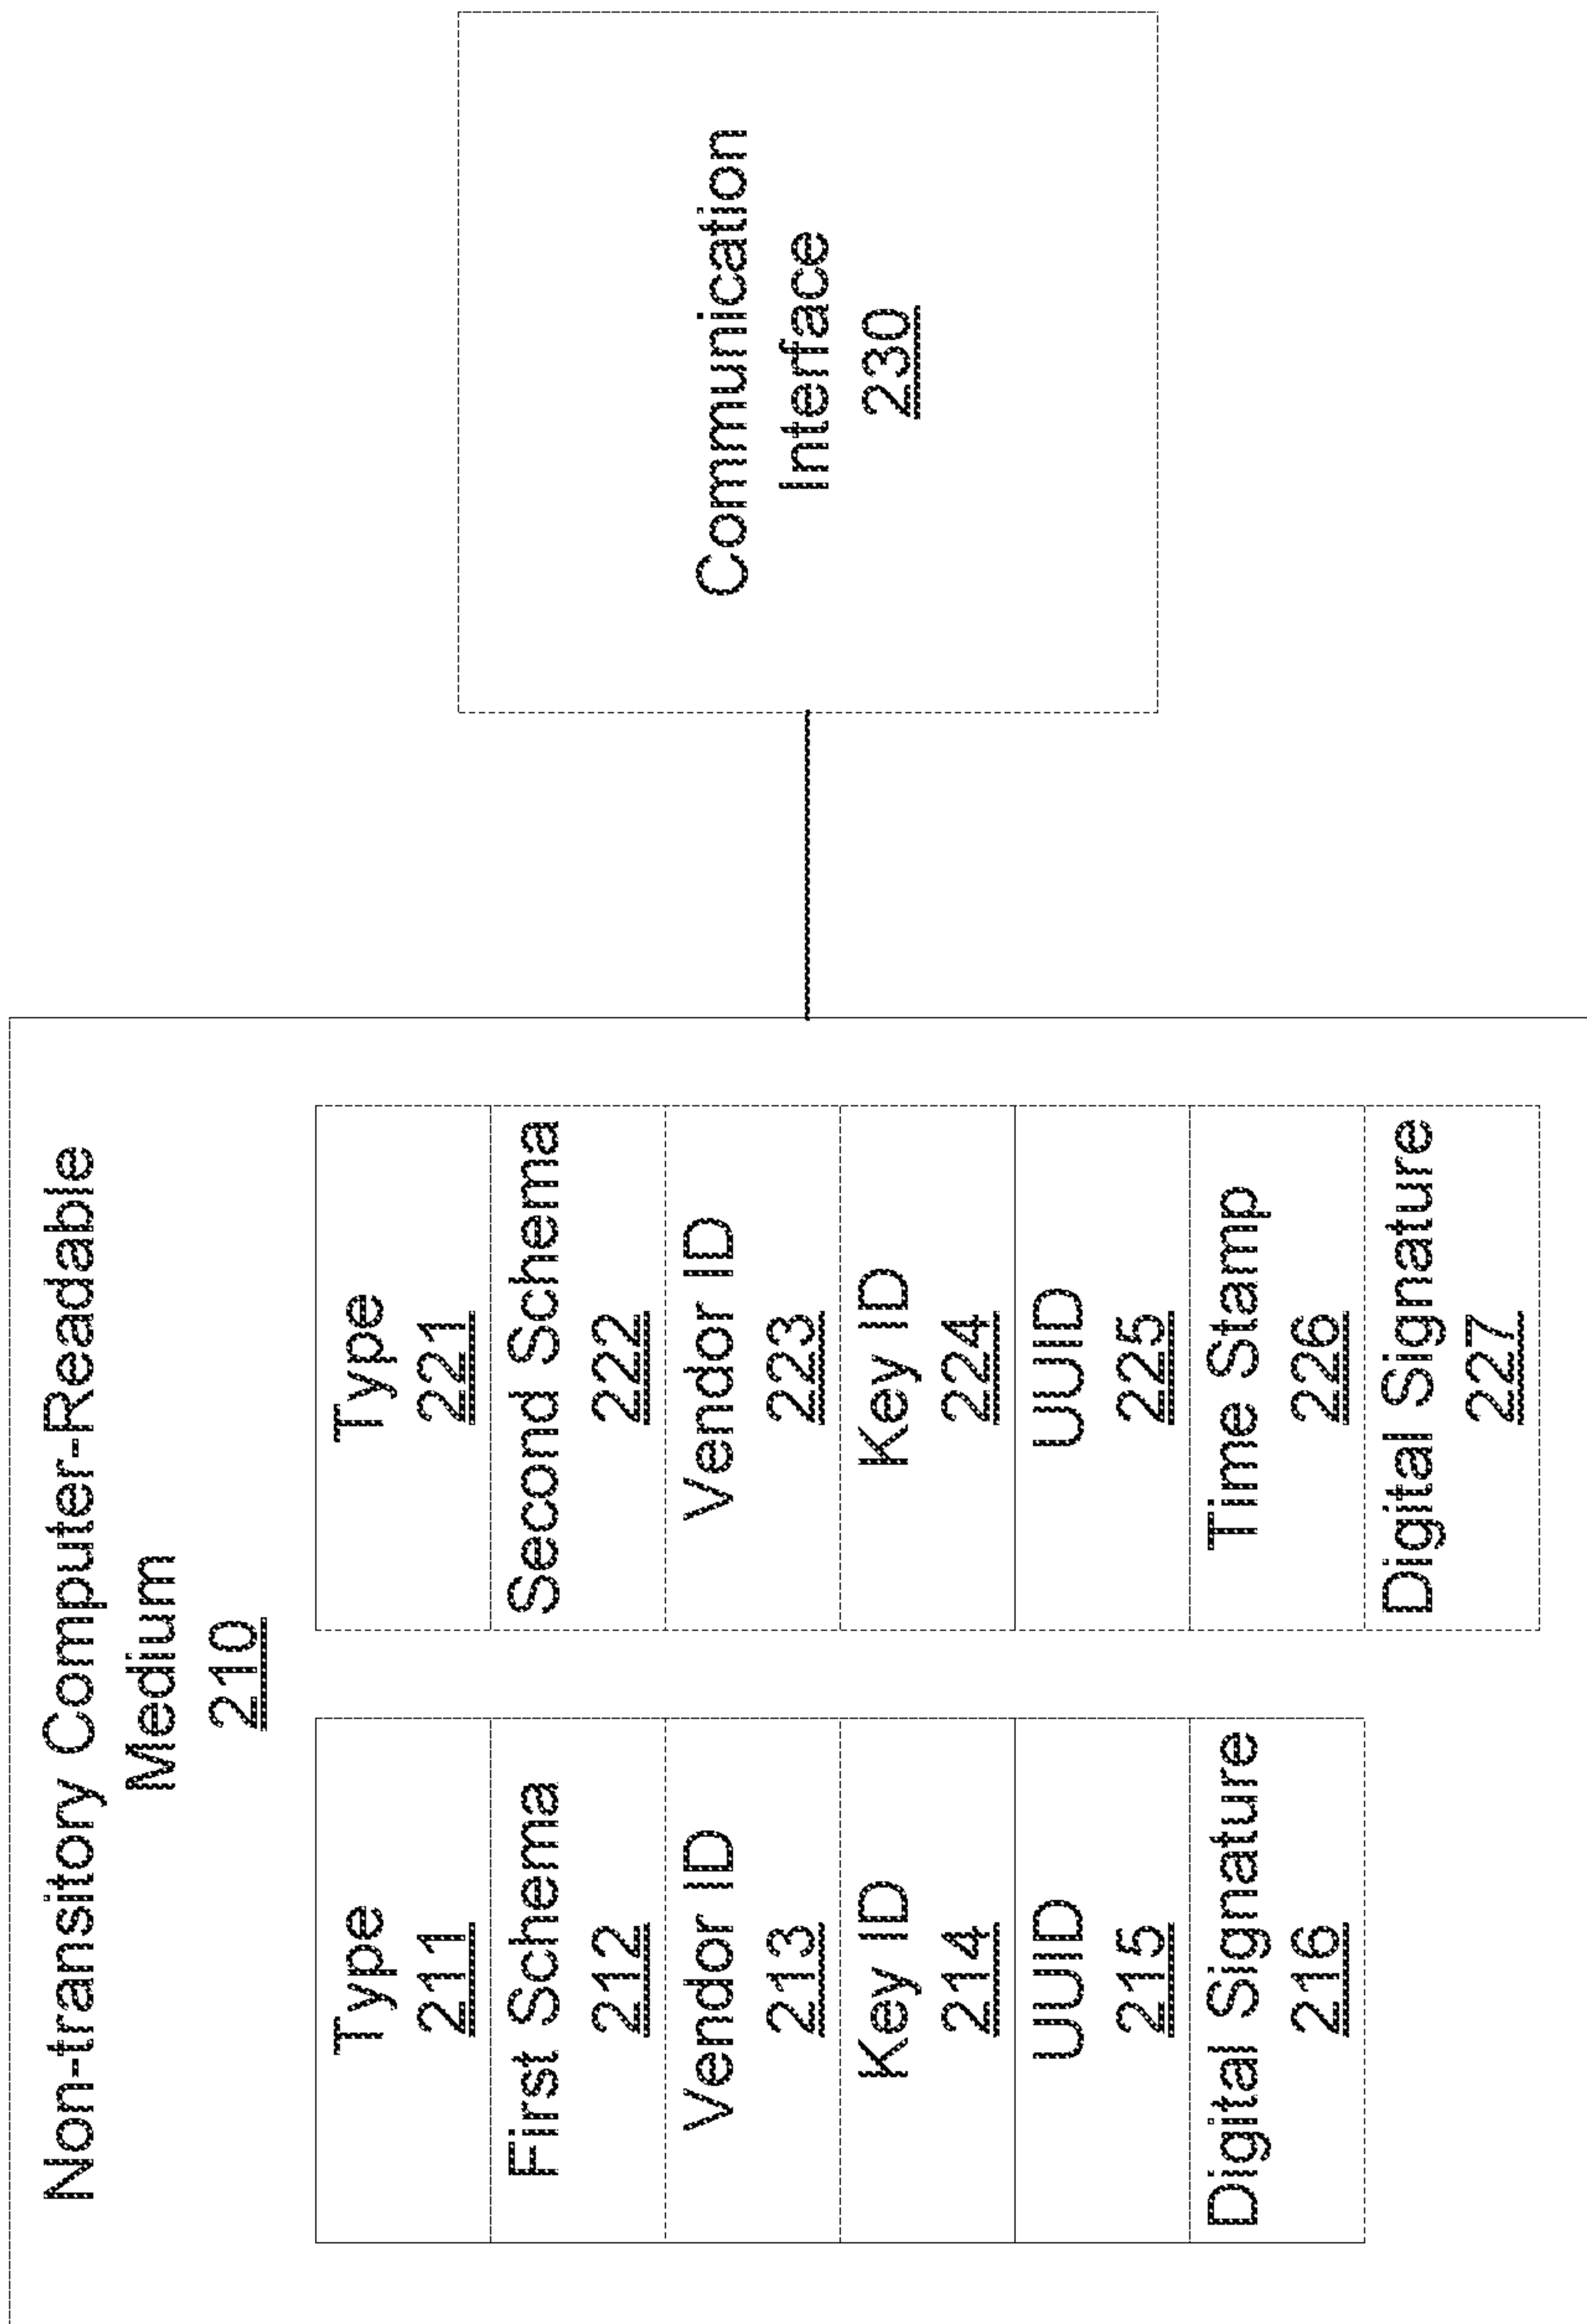 Non-transitory Computer-Readable
Medium
210
Type
211
First Schema
212
Vendor ID
213
Key ID
214
UUID
215
Digital Signature
216
Type
221
Second Schema
222
Vendor ID
223
Key ID
224
UUID
225
Time Stamp
226
Digital Signature
227
Communication
Interface
230